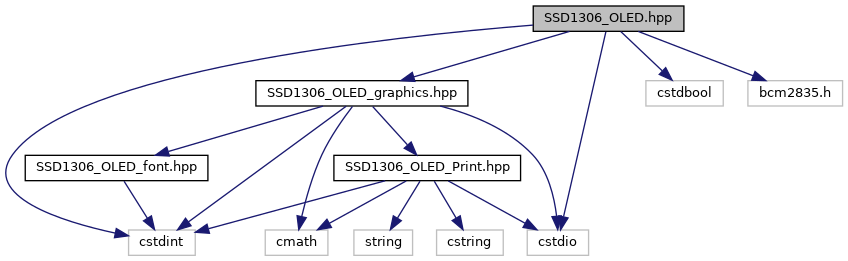 SSD1306_OLED.hpp
SSD1306_OLED_graphics.hpp
cstdbool
bcm2835.h
SSD1306_OLED_font.hpp
SSD1306_OLED_Print.hpp
cstdint
cmath
string
cstring
cstdio